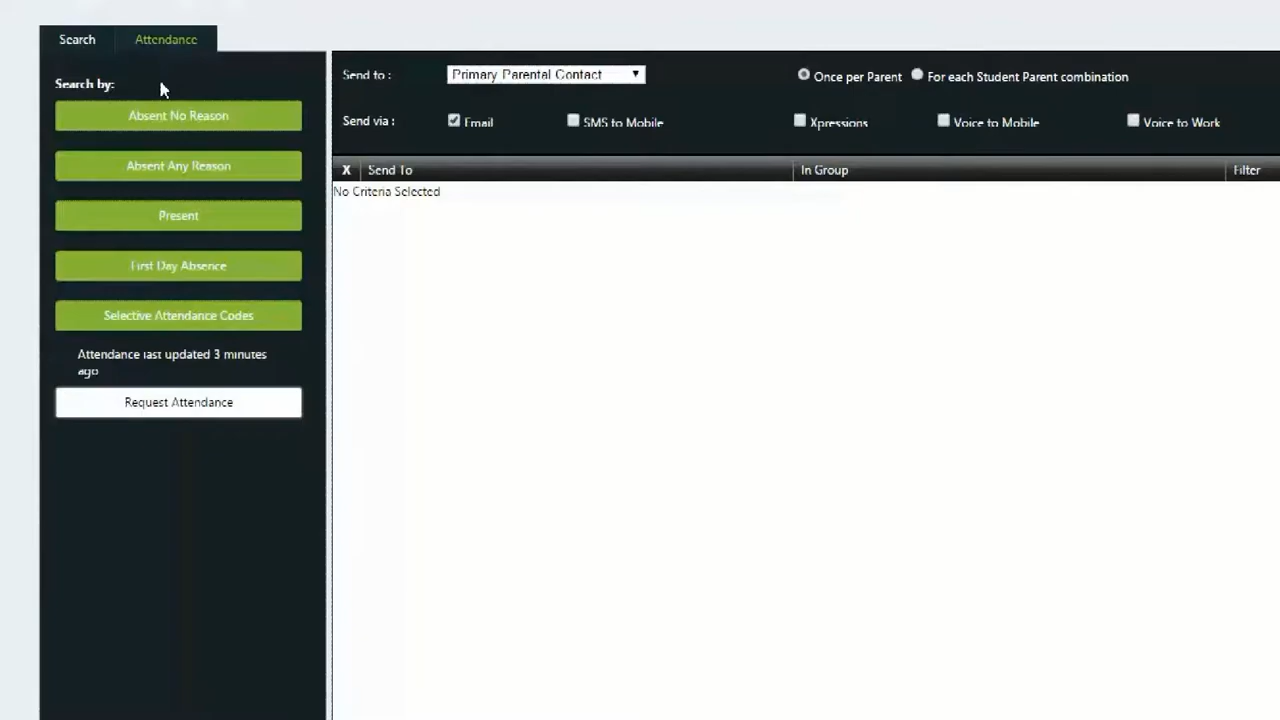 Search Attendance
Search by:
Absent No Reason
Absent Any Reason
Present
First Day Absence
Selective Attendance Codes
Attendance last updated 3 minutes
ago
Request Attendance
Send to : Primary Parental Contact Once per Parent For each Student Parent combination
Send via : Email SMS to Mobile Xpressions Voice to Mobile Voice to Work
X Send To In Group Filter
No Criteria Selected